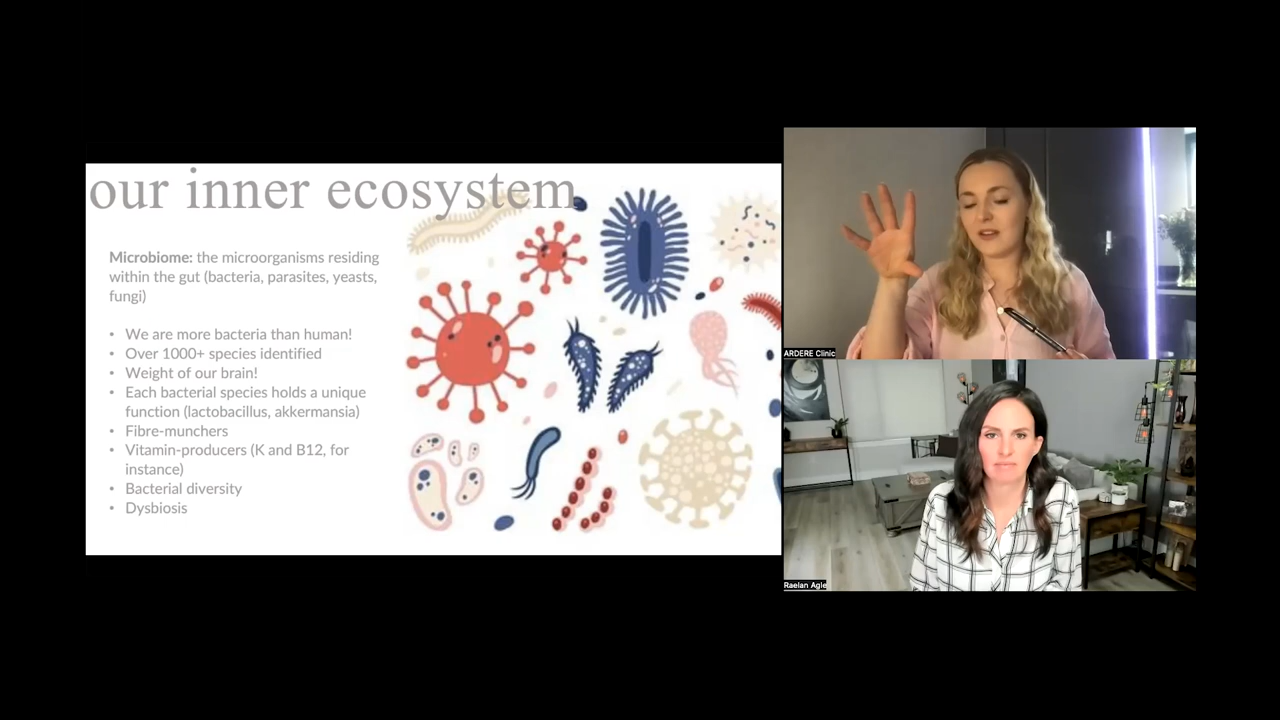 our inner ecosystem
Microbiome: the microorganisms residing
within the gut (bacteria, parasites, yeasts,
fungi)
• We are more bacteria than human!
• Over 1000+ species identified
• Weight of our brain!
• Each bacterial species holds a unique
function (lactobacillus, akkermansia)
• Fibre-munchers
• Vitamin-producers (K and B12, for
instance)
• Bacterial diversity
• Dysbiosis
ARDERE Clinic
Raelan Agle